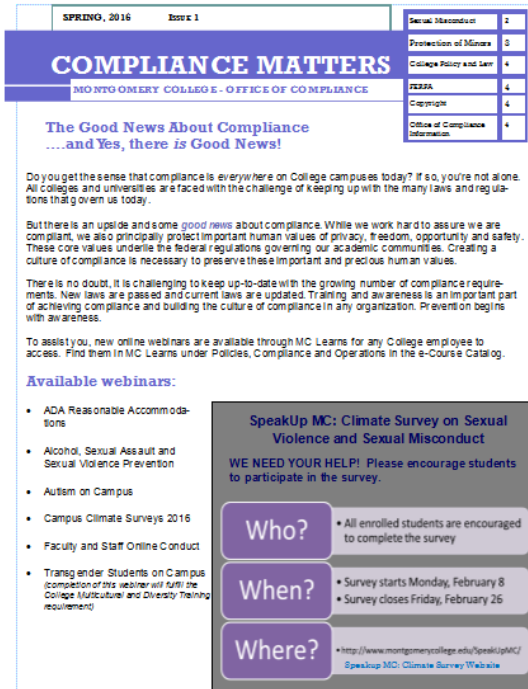 SPRING, 2016 Issue 1
Sexual Misconduct 2
Protection of Minors 3
College Policy and Law 4
FERPA 4
Copyright 4
Office of Compliance Information 4
COMPLIANCE MATTERS
MONTGOMERY COLLEGE - OFFICE OF COMPLIANCE
The Good News About Compliance
....and Yes, there is Good News!
Do you get the sense that compliance is everywhere on College campuses today? If so, you're not alone.
All colleges and universities are faced with the challenge of keeping up with the many laws and regula-
tions that govern us today.
But there is an upside and some good news about compliance. While we work hard to assure we are
compliant, we also principally protect important human values of privacy, freedom, opportunity and safety.
These core values underlie the federal regulations governing our academic communities. Creating a
culture of compliance is necessary to preserve these important and precious human values.
There is no doubt, it is challenging to keep up-to-date with the growing number of compliance require-
ments. New laws are passed and current laws are updated. Training and awareness is an important part
of achieving compliance and building the culture of compliance in any organization. Prevention begins
with awareness.
To assist you, new online webinars are available through MC Learns for any College employee to
access. Find them in MC Learns under Policies, Compliance and Operations in the e-Course Catalog.
Available webinars:
• ADA Reasonable Accommoda-
tions
• Alcohol, Sexual Assault and
Sexual Violence Prevention
• Autism on Campus
• Campus Climate Surveys 2016
• Faculty and Staff Online Conduct
• Transgender Students on Campus
(completion of this webinar will fulfill the
College Multicultural and Diversity Training
requirement)
SpeakUp MC: Climate Survey on Sexual
Violence and Sexual Misconduct
WE NEED YOUR HELP! Please encourage students
to participate in the survey.
Who?
• All enrolled students are encouraged
to complete the survey
When?
• Survey starts Monday, February 8
• Survey closes Friday, February 26
Where?
• http://www.montgomerycollege.edu/SpeakUpMC/
Speakup MC: Climate Survey Website